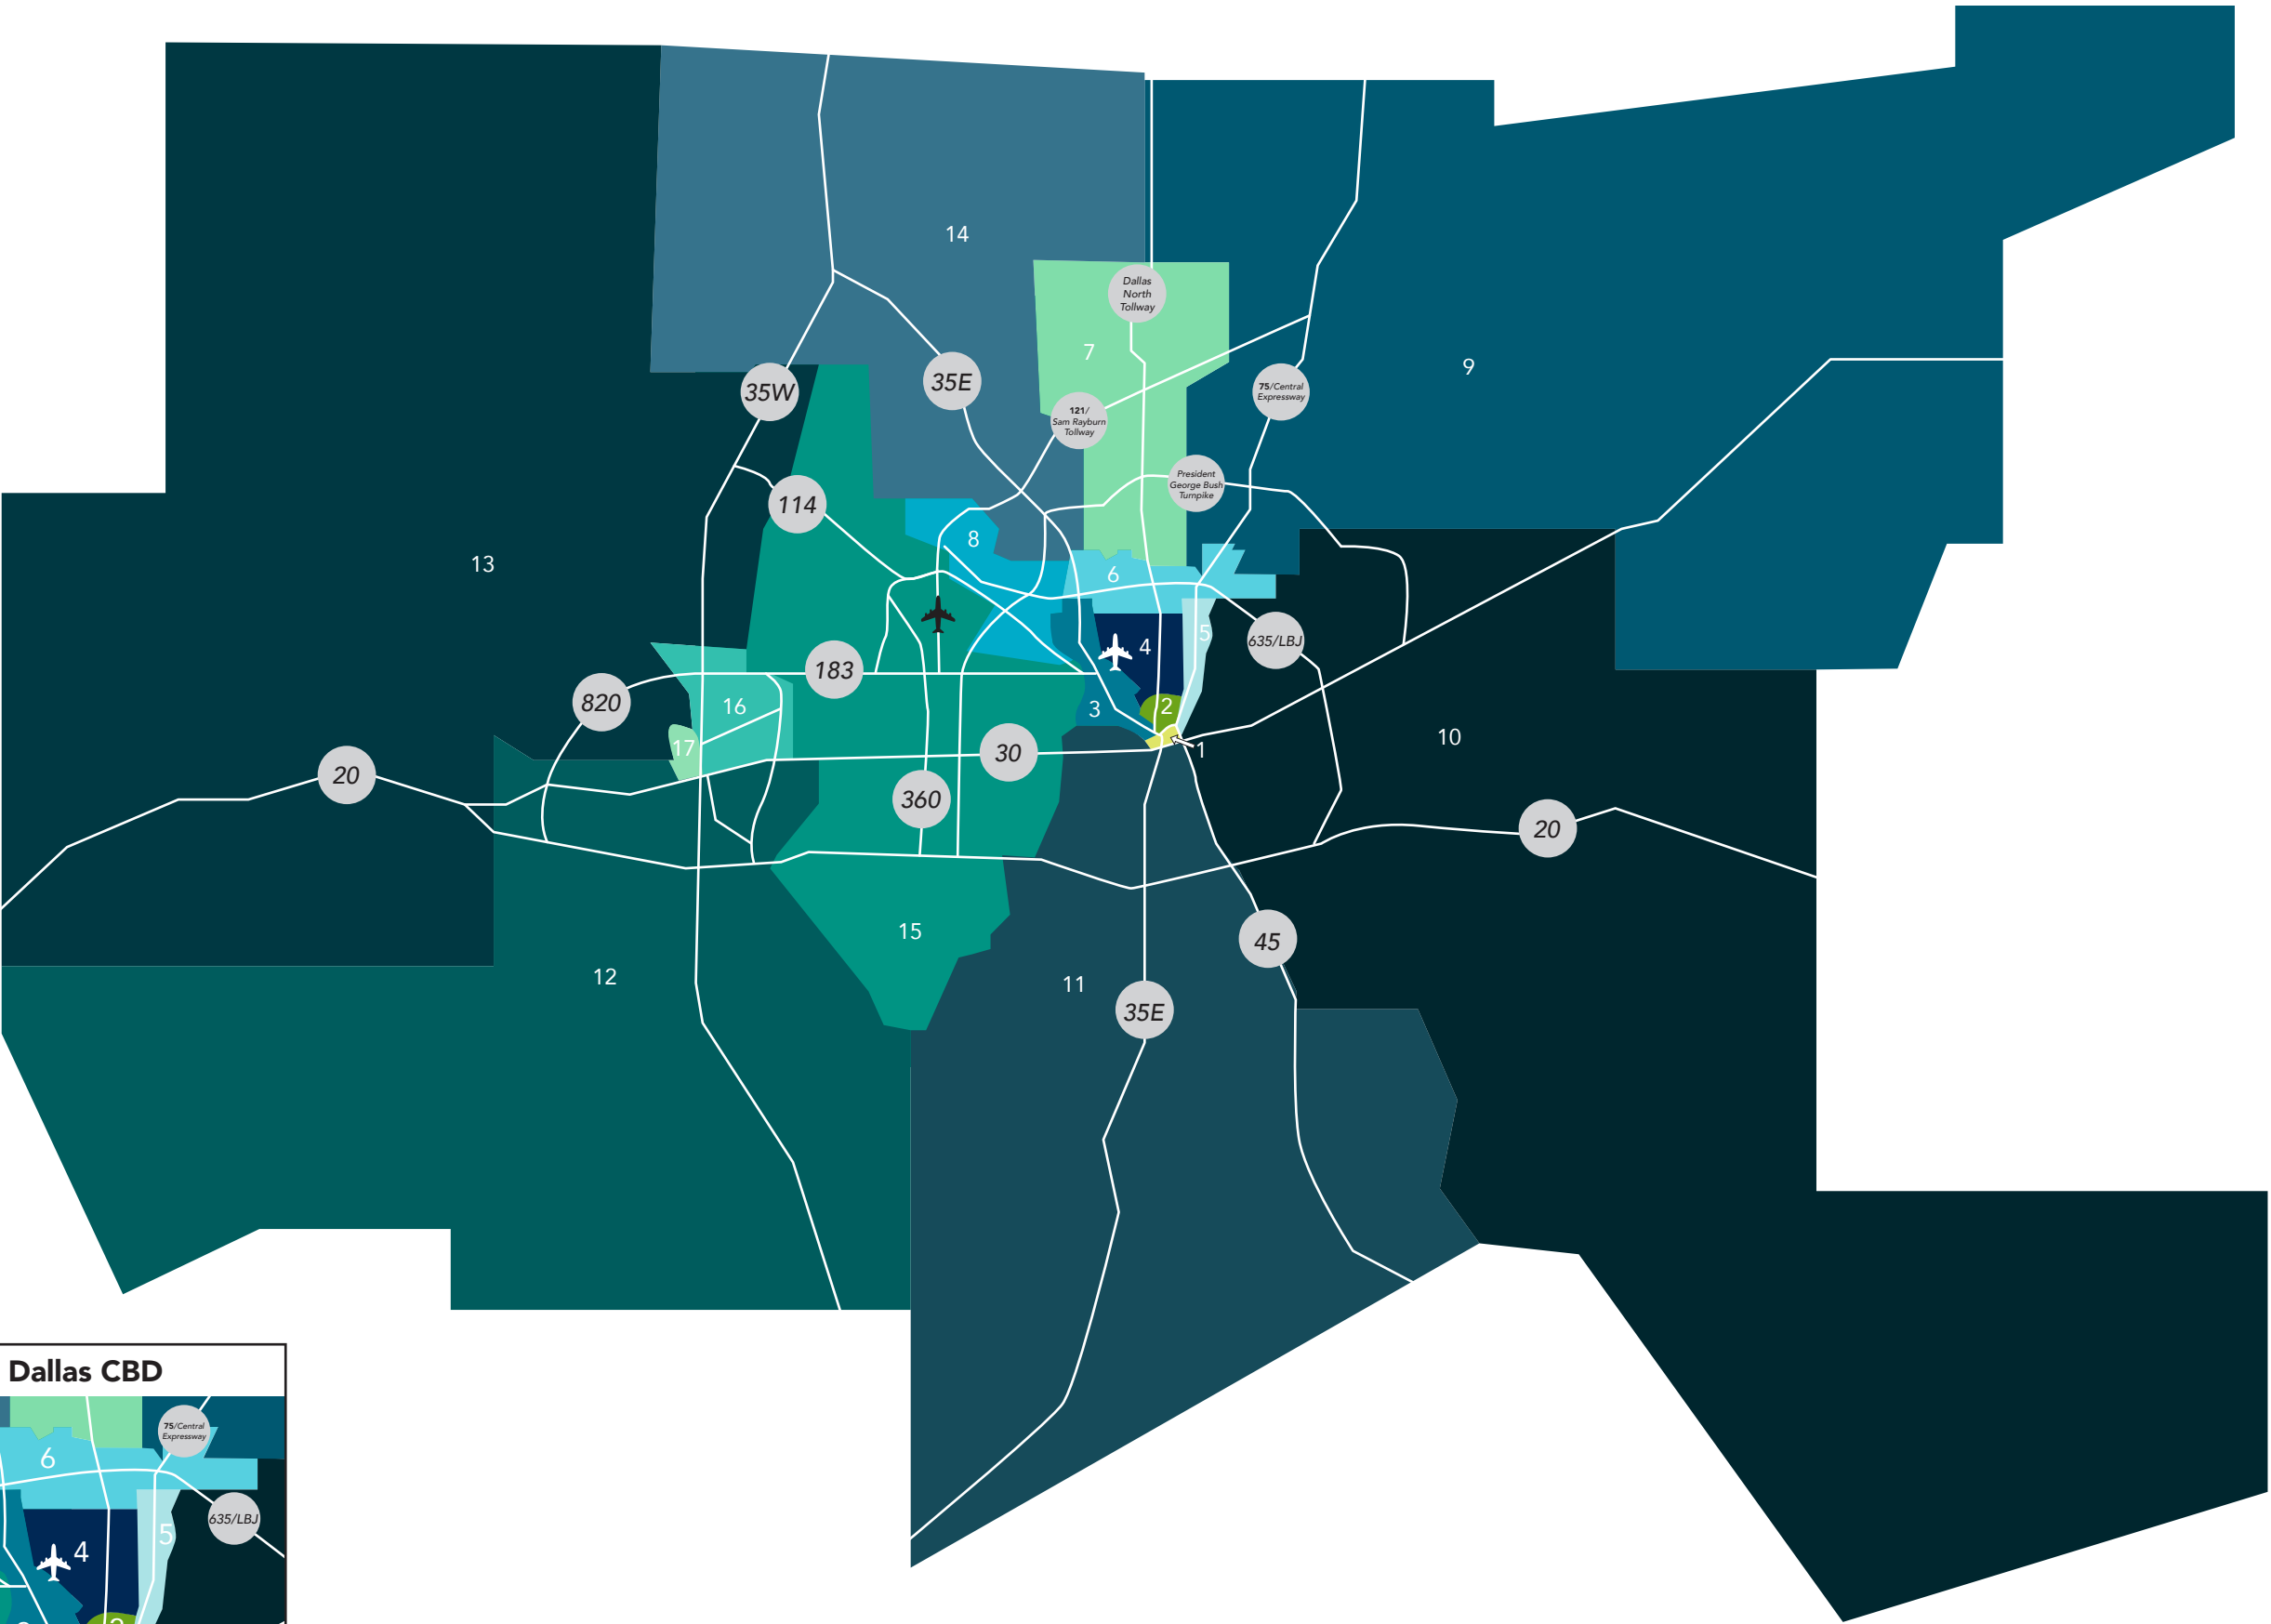 14
Dallas
North
Tollway
7
9
35W
35E
75/Central
Expressway
121/
Sam Rayburn
Tollway
President
George Bush
Turnpike
114
8
13
6
5
4
635/LBJ
183
820
16
3
2
17
1
10
30
20
360
20
15
45
12
11
35E
Dallas CBD
75/Central
Expressway
6
635/LBJ
5
4